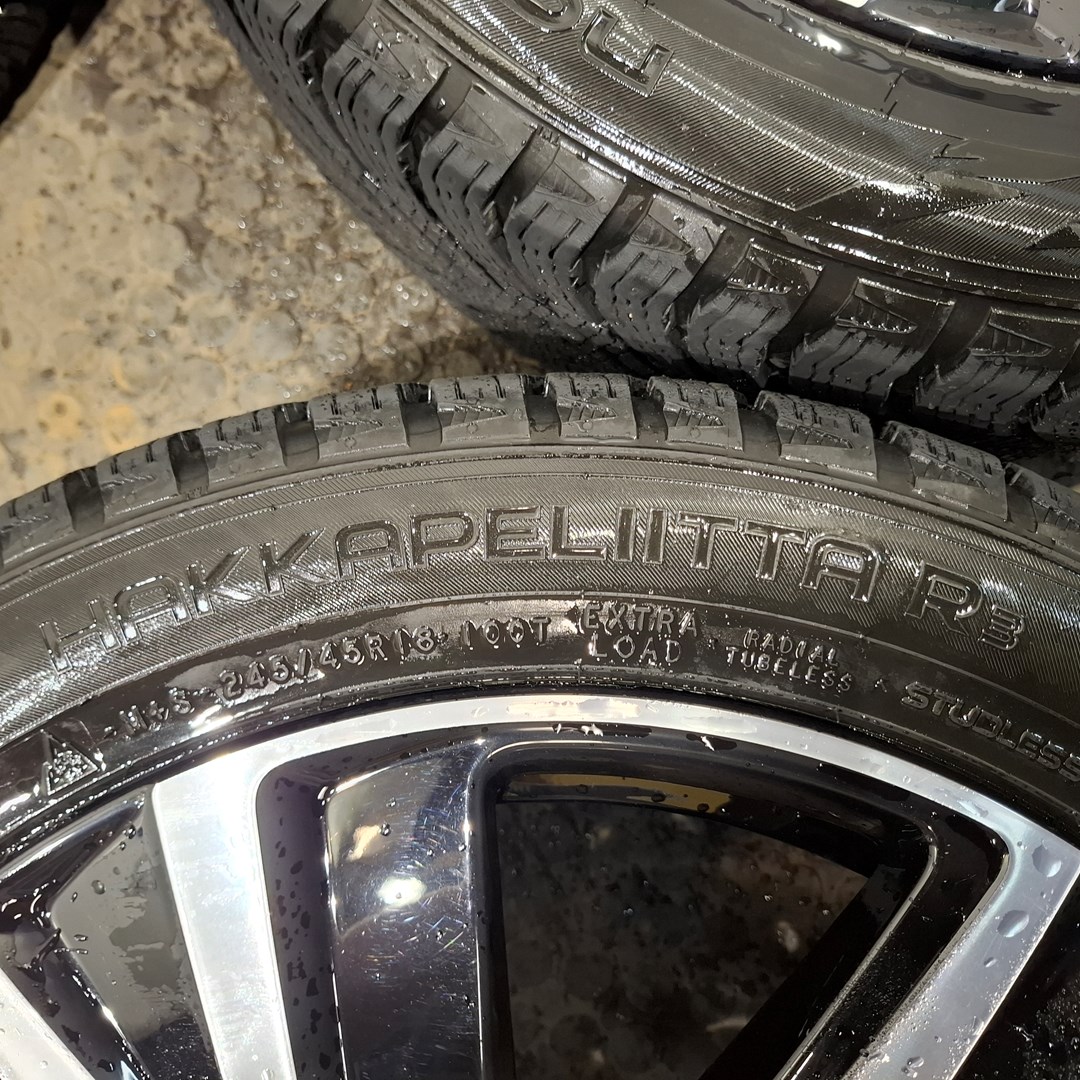 HAKKAPELIITTA R3
M+S 245/45R18 100T EXTRA LOAD RADIAL TUBELESS STUDLESS